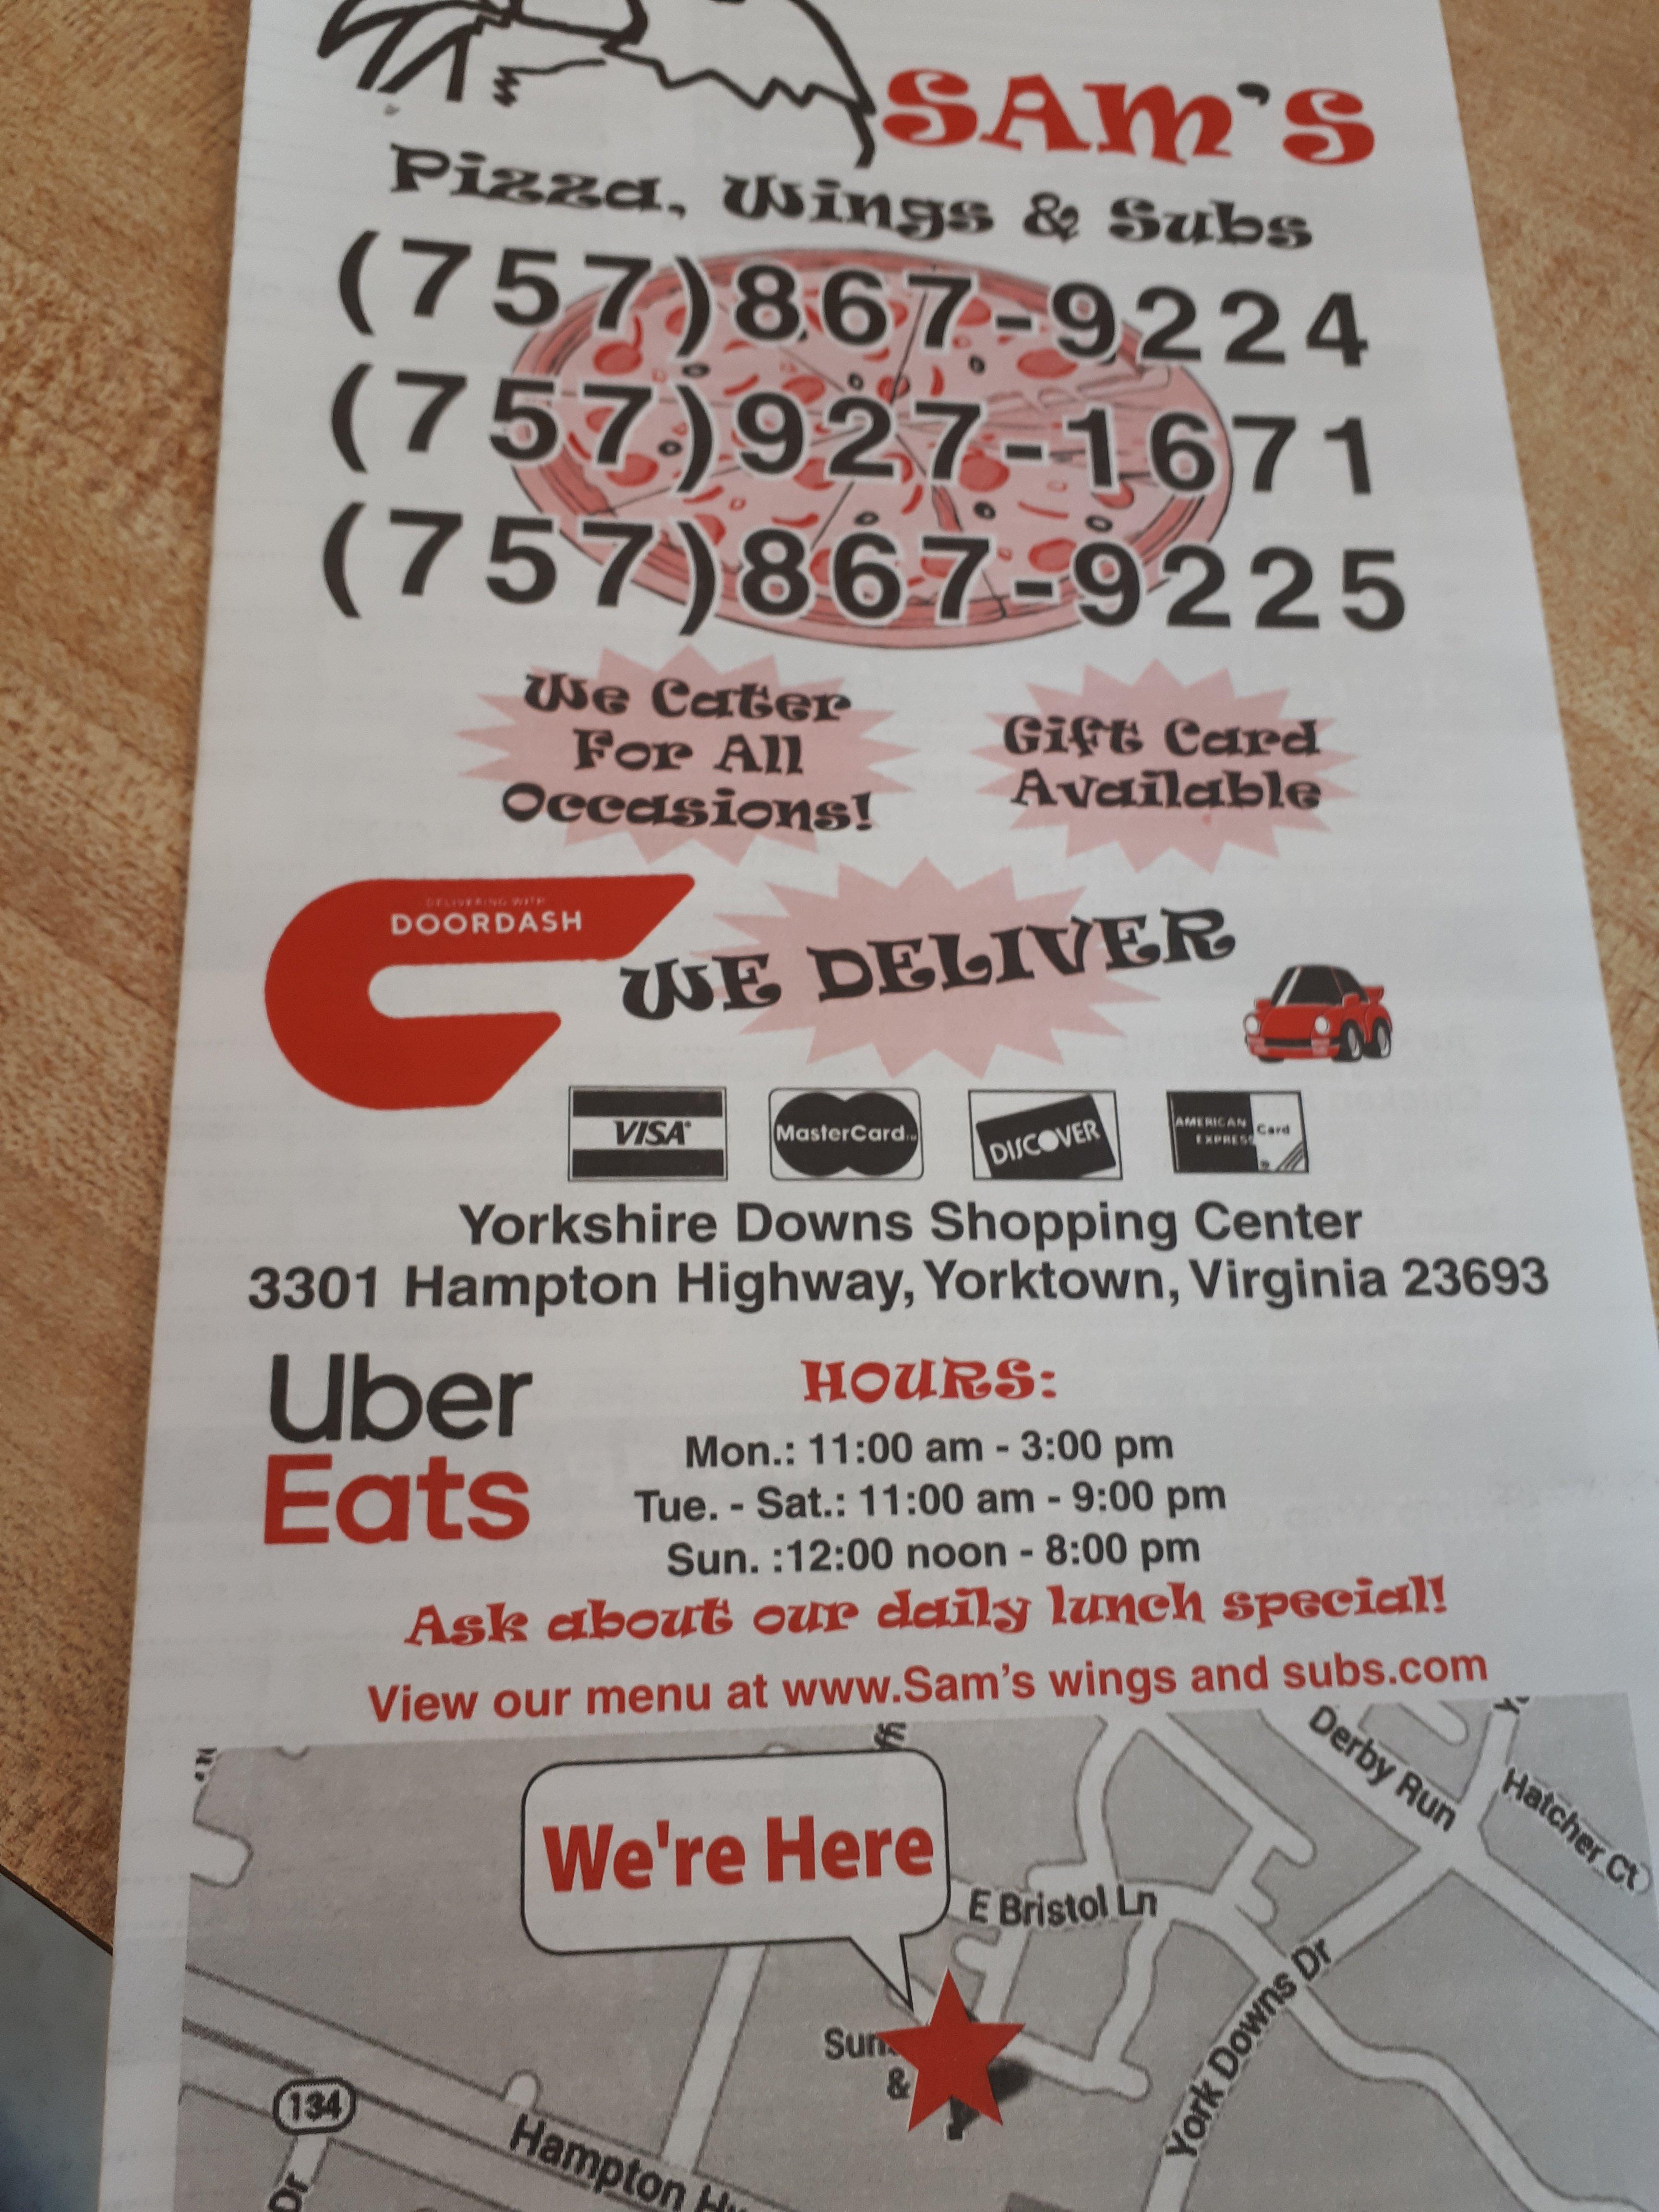 SAM'S
Pizza, Wings & Subs
(757)867-9224
(757)927-1671
(757)867-9225
We Cater
For All
Occasions!
Gift Card
Available
DELIVERING WITH
DOORDASH
WE DELIVER
VISA
MasterCard
DISCOVER
AMERICAN
EXPRESS
Card
Yorkshire Downs Shopping Center
3301 Hampton Highway, Yorktown, Virginia 23693
Uber
Eats
HOURS:
Mon.: 11:00 am - 3:00 pm
Tue. - Sat.: 11:00 am - 9:00 pm
Sun. :12:00 noon - 8:00 pm
Ask about our daily lunch special!
View our menu at www.Sam's wings and subs.com
Derby Run
Hatcher Ct
We're Here
E Bristol Ln
York Downs Dr
&
134
Hampton
Dr